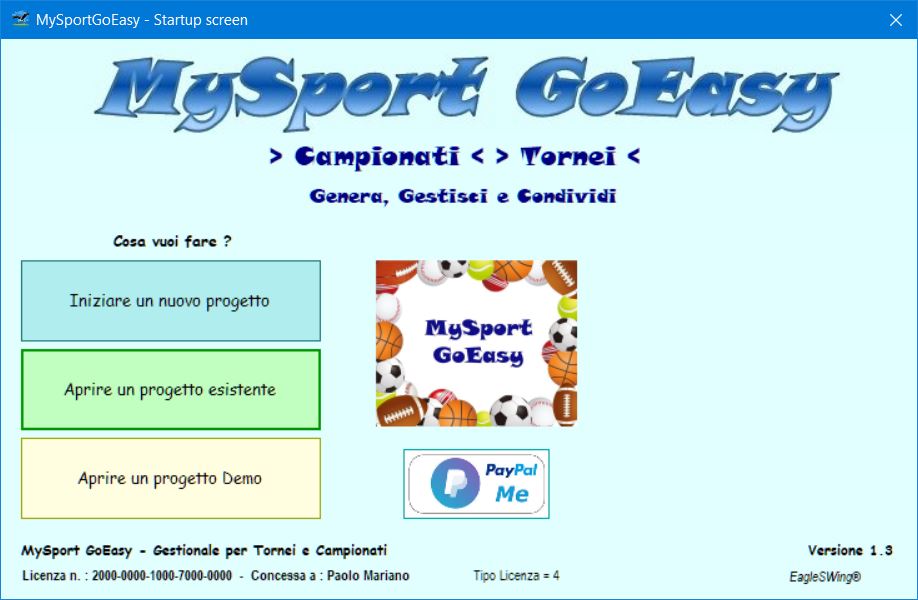 MySportGoEasy - Startup screen
MySport GoEasy
> Campionati < > Tornei <
Genera, Gestisci e Condividi
Cosa vuoi fare ?
Iniziare un nuovo progetto
Aprire un progetto esistente
Aprire un progetto Demo
MySport
GoEasy
PayPal
Me
MySport GoEasy - Gestionale per Tornei e Campionati
Versione 1.3
Licenza n. : 2000-0000-1000-7000-0000 - Concessa a : Paolo Mariano
Tipo Licenza = 4
EagleSWing®